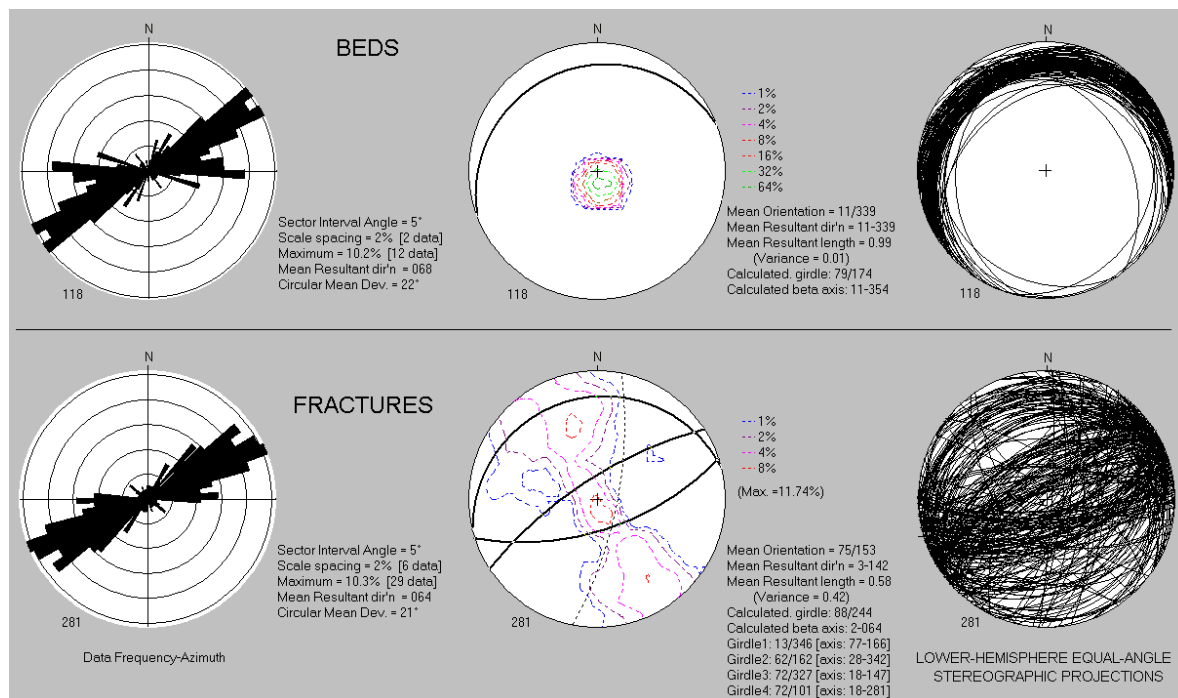 N
BEDS
Sector Interval Angle = 5°
Scale spacing = 2% [2 data]
Maximum = 10.2% [12 data]
Mean Resultant dir'n = 068
Circular Mean Dev. = 22°
118
N
1%
2%
4%
8%
16%
32%
64%
Mean Orientation = 11/339
Mean Resultant dir'n = 11-339
Mean Resultant length = 0.99
(Variance = 0.01)
Calculated. girdle: 79/174
Calculated beta axis: 11-354
118
N
118
N
FRACTURES
Sector Interval Angle = 5°
Scale spacing = 2% [6 data]
Maximum = 10.3% [29 data]
Mean Resultant dir'n = 064
Circular Mean Dev. = 21°
281
Data Frequency-Azimuth
N
1%
2%
4%
8%
(Max. =11.74%)
Mean Orientation = 75/153
Mean Resultant dir'n = 3-142
Mean Resultant length = 0.58
(Variance = 0.42)
Calculated. girdle: 88/244
Calculated beta axis: 2-064
Girdle1: 13/346 [axis: 77-166]
Girdle2: 62/162 [axis: 28-342]
Girdle3: 72/327 [axis: 18-147]
Girdle4: 72/101 [axis: 18-281]
281
N
281
LOWER-HEMISPHERE EQUAL-ANGLE
STEREOGRAPHIC PROJECTIONS